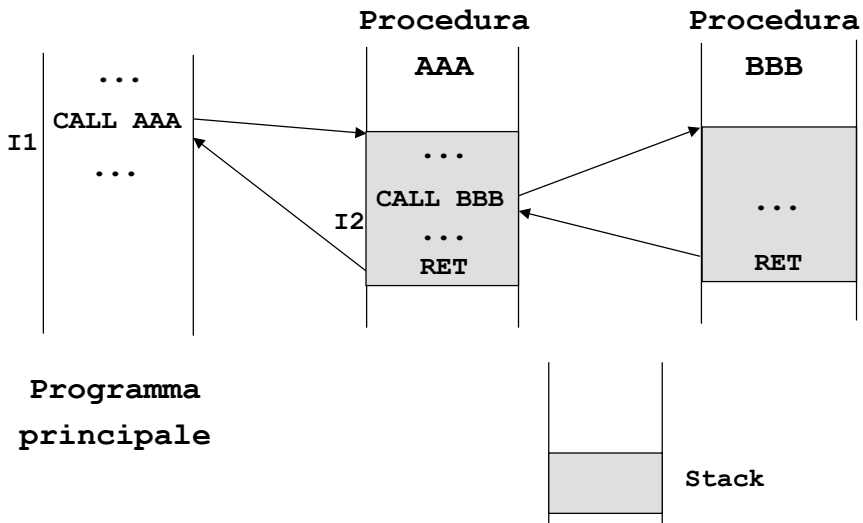 Procedura
AAA
Procedura
BBB
...
CALL AAA
I1
...
...
CALL BBB
I2
...
RET
...
RET
Programma
principale
Stack